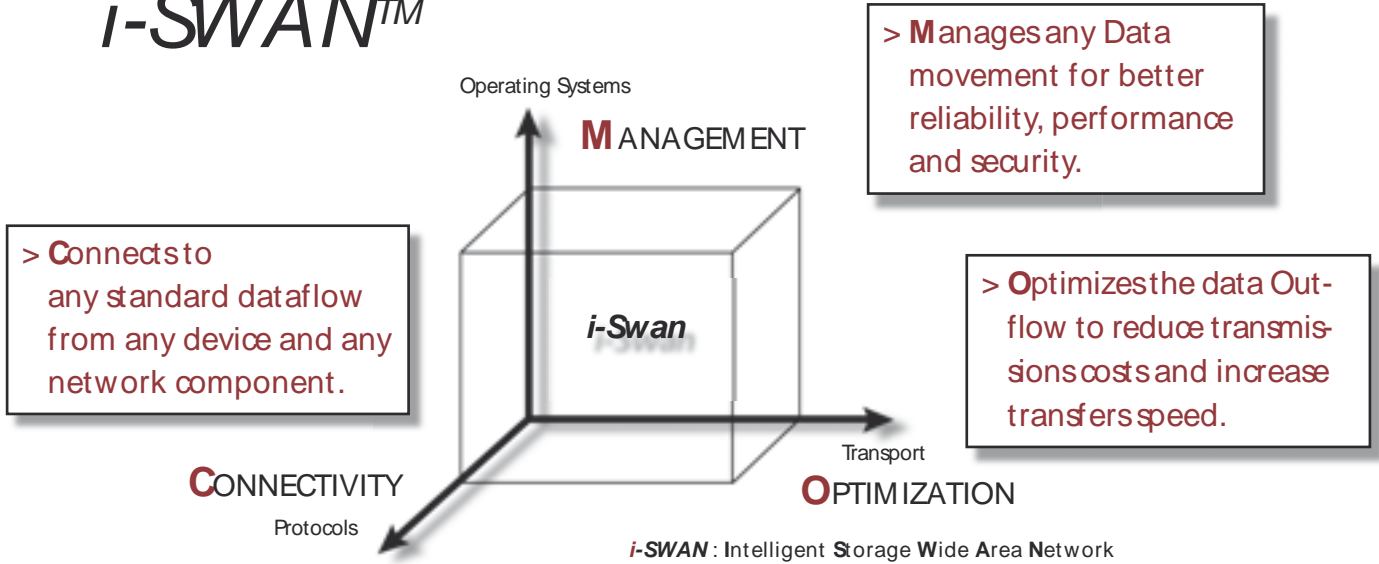 i-SWAN™
> Manages any Data
movement for better
reliability, performance
and security.
Operating Systems
MANAGEMENT
> Connects to
any standard dataflow
from any device and any
network component.
i-Swan
> Optimizes the data Out-
flow to reduce transmis-
sions costs and increase
transfers speed.
Transport
OPTIMIZATION
CONNECTIVITY
Protocols
i-SWAN : Intelligent Storage Wide Area Network